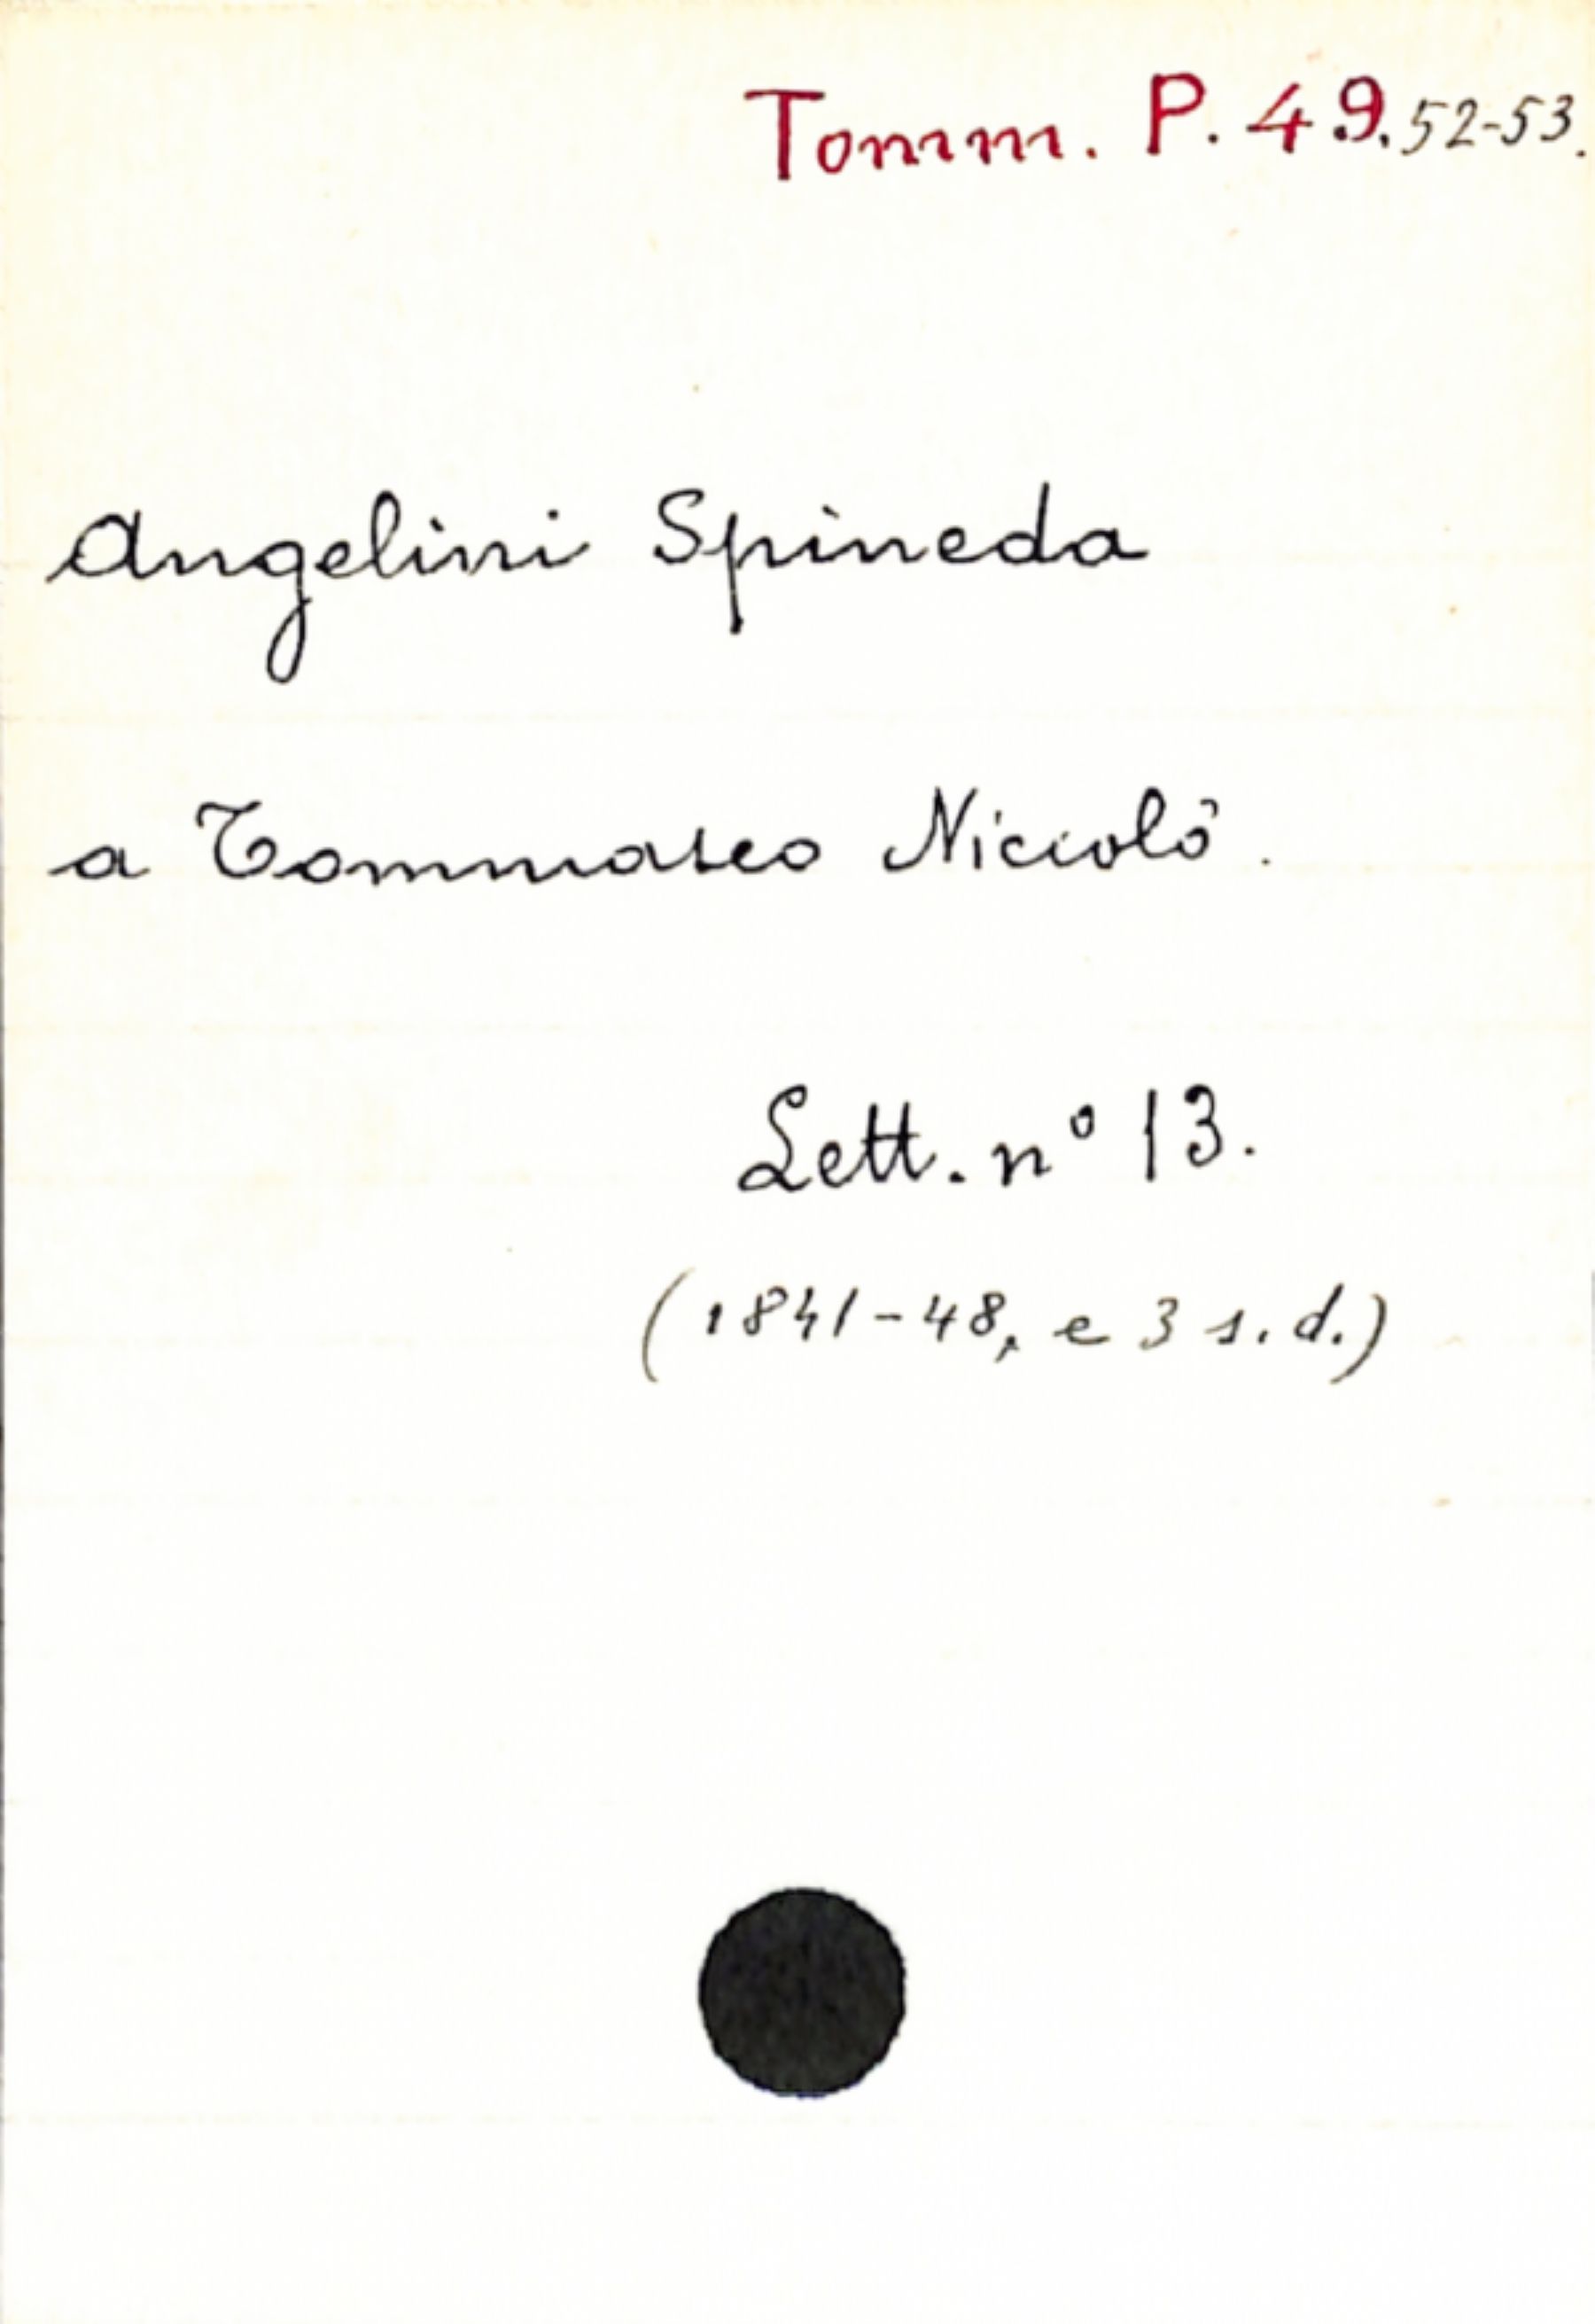 Tomm. P. 49. 52-53.
Angelini Spineda
a Tommaseo Niccolò.
Lett. n° 13.
(1841-48, e 3 s.d.)